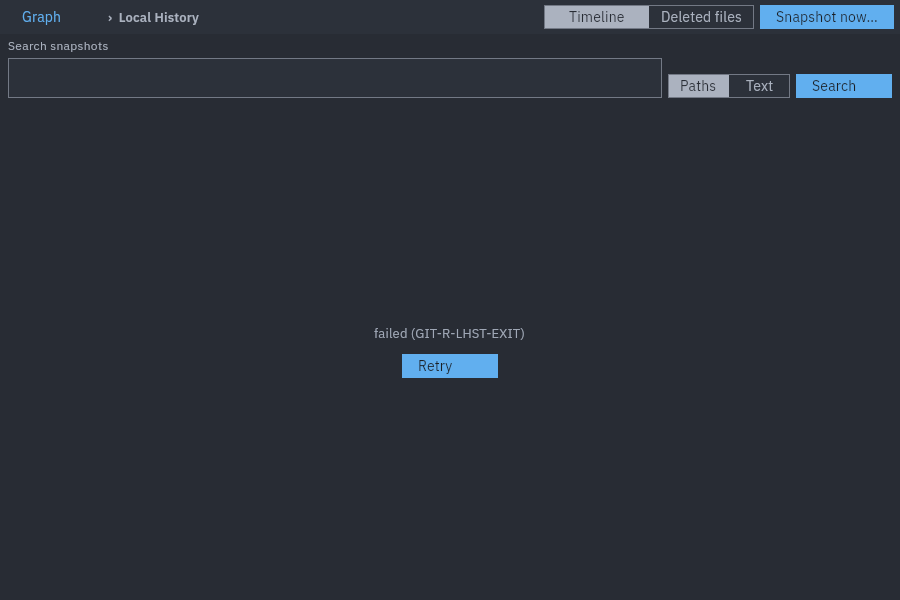 Graph › Local History Timeline Deleted files Snapshot now...
Search snapshots
Paths Text Search
failed (GIT-R-LHST-EXIT)
Retry